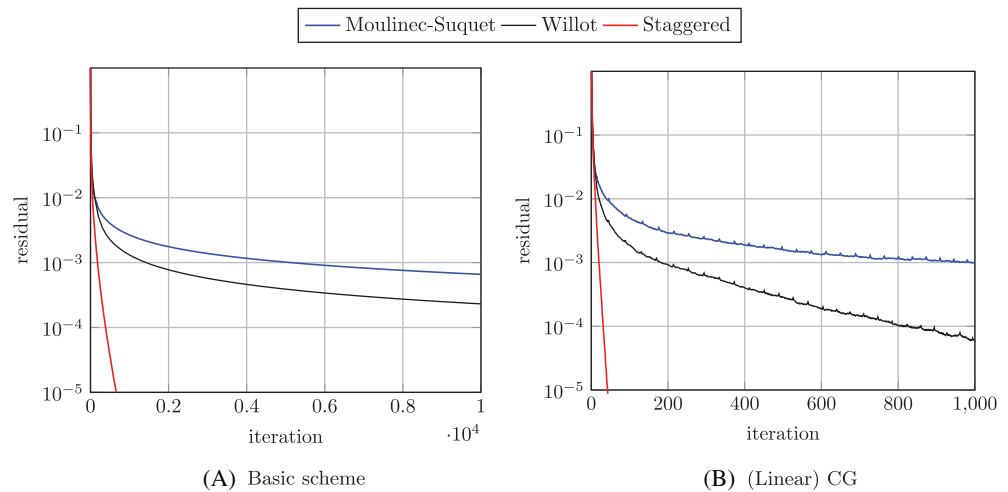 Moulinec-Suquet Willot Staggered
10⁻¹
10⁻²
10⁻³
10⁻⁴
10⁻⁵
residual
0 0.2 0.4 0.6 0.8 1
iteration
·10⁴
(A) Basic scheme
10⁻¹
10⁻²
10⁻³
10⁻⁴
10⁻⁵
residual
0 200 400 600 800 1,000
iteration
(B) (Linear) CG